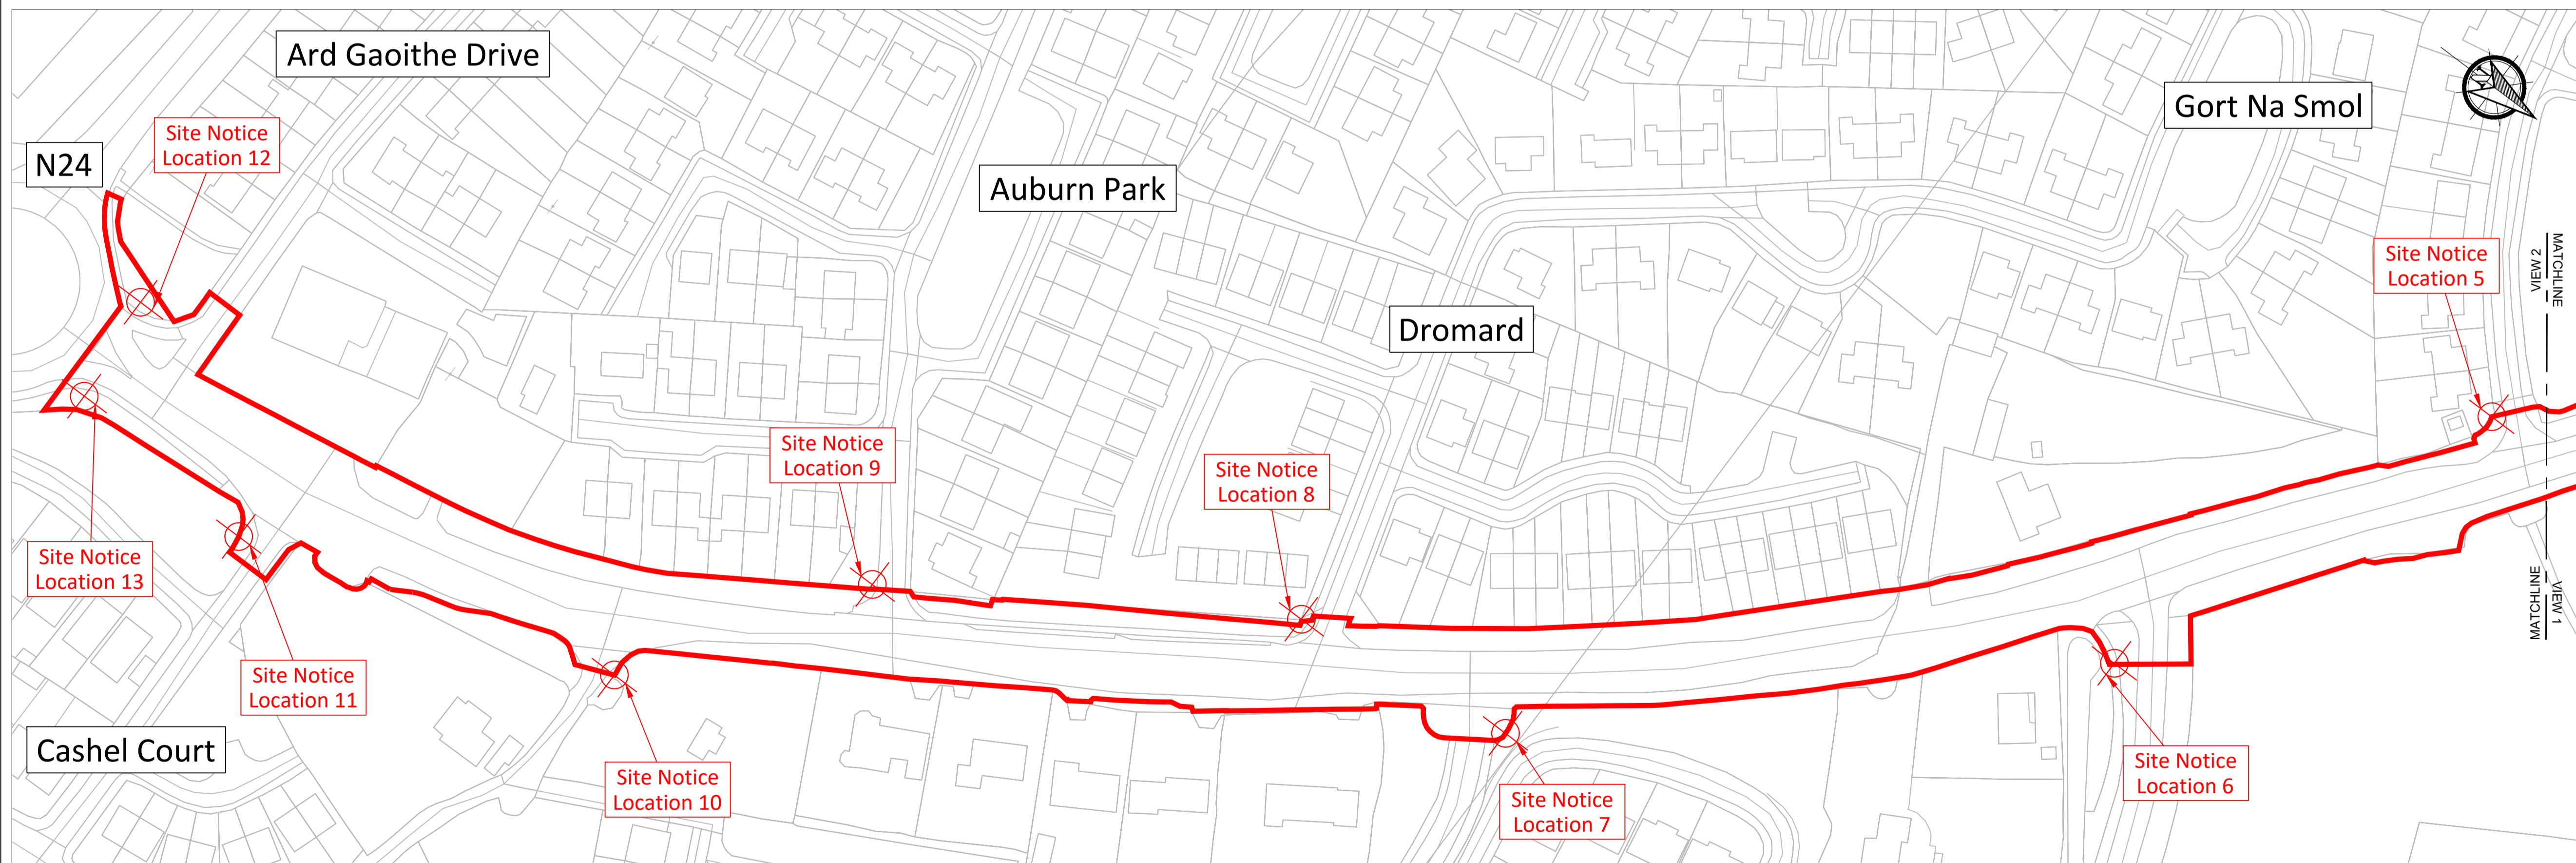 Ard Gaoithe Drive
N24
Site Notice
Location 12
Auburn Park
Gort Na Smol
Dromard
Site Notice
Location 5
VIEW 2
MATCHLINE
Site Notice
Location 9
Site Notice
Location 8
Site Notice
Location 13
Site Notice
Location 11
Cashel Court
Site Notice
Location 10
Site Notice
Location 7
Site Notice
Location 6
MATCHLINE
VIEW 1